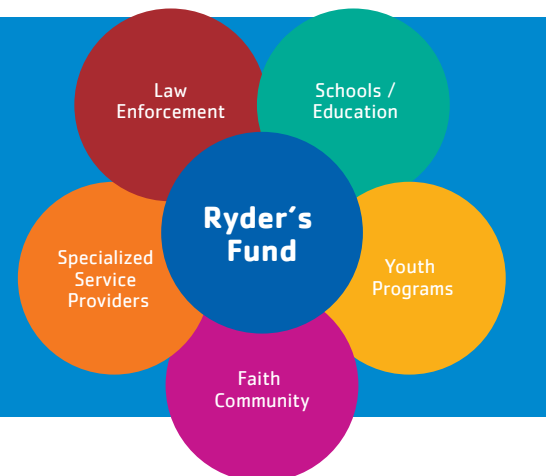 Law
Enforcement
Schools /
Education
Ryder´s
Fund
Specialized
Service
Providers
Youth
Programs
Faith
Community